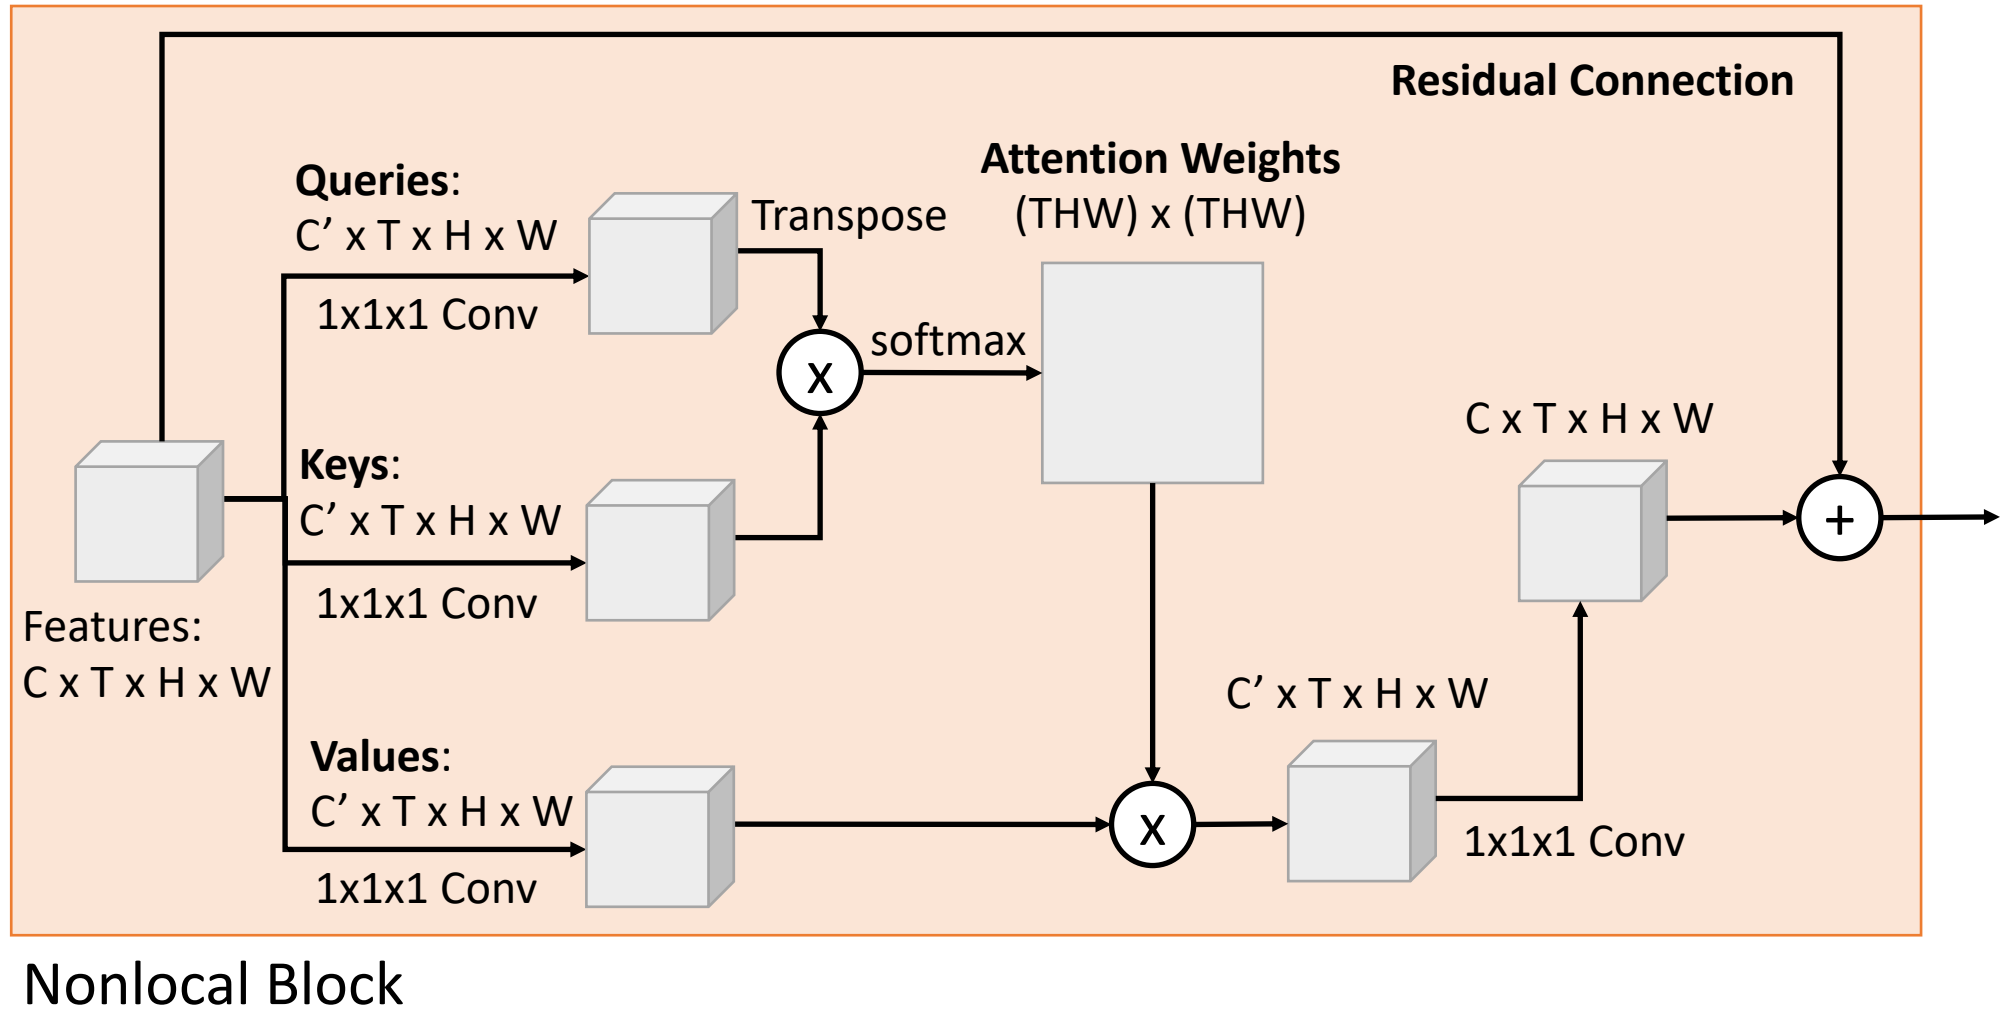 Residual Connection
Attention Weights
(THW) x (THW)
Queries:
C’ x T x H x W
1x1x1 Conv
Transpose
x
softmax
Keys:
C’ x T x H x W
1x1x1 Conv
Features:
C x T x H x W
Values:
C’ x T x H x W
1x1x1 Conv
x
C’ x T x H x W
1x1x1 Conv
C x T x H x W
+
Nonlocal Block